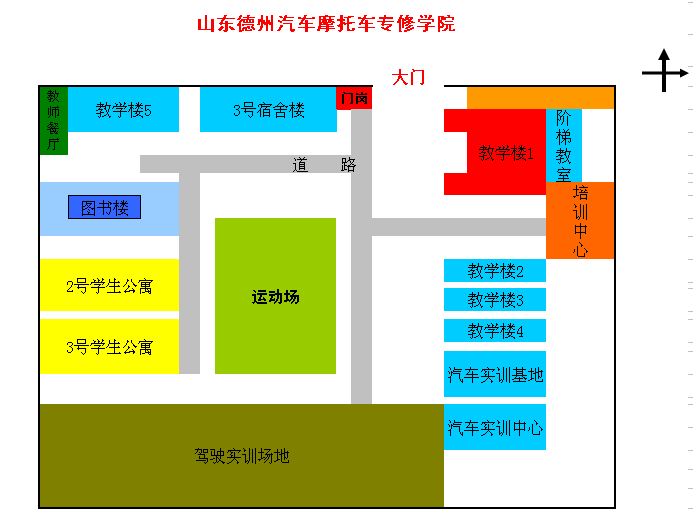 山东德州汽车摩托车专修学院
大门
教师餐厅
教学楼5
3号宿舍楼
门岗
阶梯教室
教学楼1
道 路
培训中心
图书楼
2号学生公寓
运动场
教学楼2
教学楼3
教学楼4
3号学生公寓
汽车实训基地
汽车实训中心
驾驶实训场地